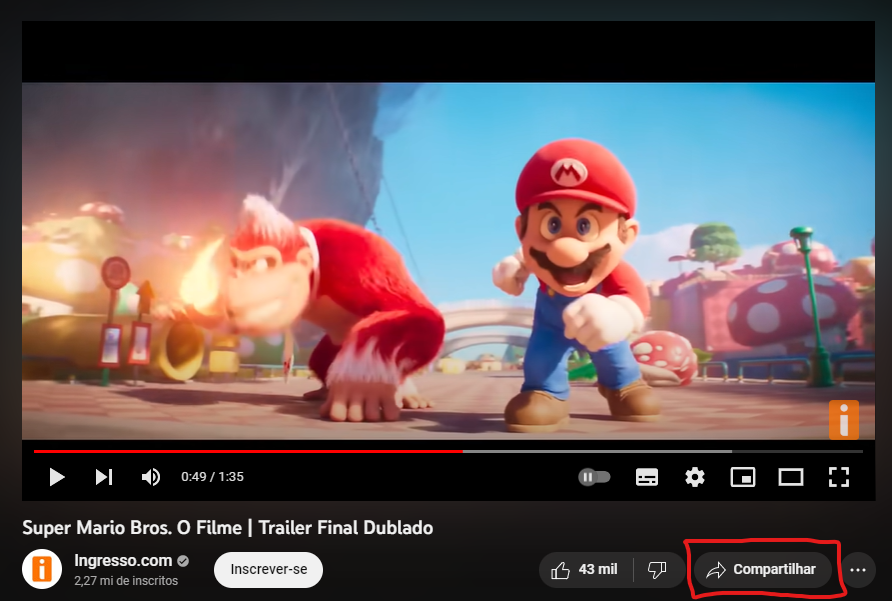 M
i
0:49 / 1:35
Super Mario Bros. O Filme | Trailer Final Dublado
i
Ingresso.com
2,27 mi de inscritos
Inscrever-se
43 mil
Compartilhar